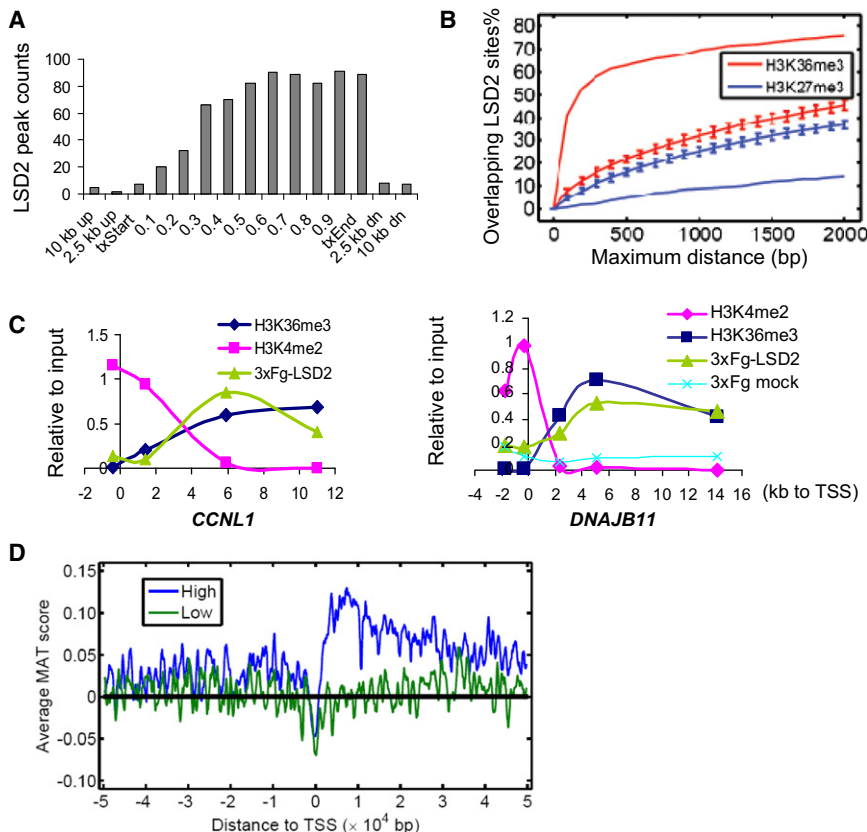 A
LSD2 peak counts
100
80
60
40
20
0
10 kb up
2.5 kb up
txStart
0.1
0.2
0.3
0.4
0.5
0.6
0.7
0.8
0.9
txEnd
2.5 kb dn
10 kb dn
B
Overlapping LSD2 sites%
80
70
60
50
40
30
20
10
0
H3K36me3
H3K27me3
0 500 1000 1500 2000
Maximum distance (bp)
C
Relative to input
1.5
1
0.5
0
H3K36me3
H3K4me2
3xFg-LSD2
-2 0 2 4 6 8 10 12
CCNL1
Relative to input
1.2
1
0.8
0.6
0.4
0.2
0
H3K4me2
H3K36me3
3xFg-LSD2
3xFg mock
-4 -2 0 2 4 6 8 10 12 14 16 (kb to TSS)
DNAJB11
D
Average MAT score
0.15
0.10
0.05
0
-0.05
-0.10
High
Low
-5 -4 -3 -2 -1 0 1 2 3 4 5
Distance to TSS (× 10⁴ bp)